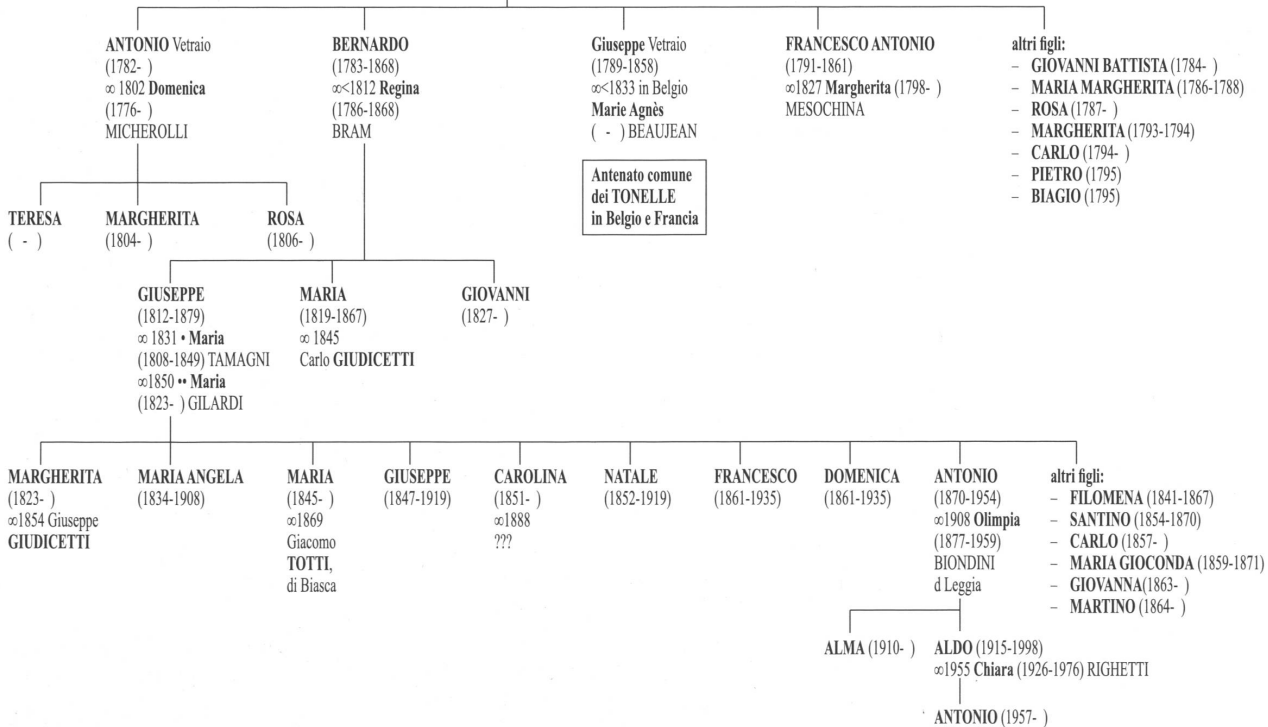 ANTONIO Vetraio
(1782- )
∞ 1802 Domenica
(1776- )
MICHEROLLI
BERNARDO
(1783-1868)
∞<1812 Regina
(1786-1868)
BRAM
Giuseppe Vetraio
(1789-1858)
∞<1833 in Belgio
Marie Agnès
( - ) BEAUJEAN
Antenato comune
dei TONELLE
in Belgio e Francia
FRANCESCO ANTONIO
(1791-1861)
∞1827 Margherita (1798- )
MESOCHINA
altri figli:
– GIOVANNI BATTISTA (1784- )
– MARIA MARGHERITA (1786-1788)
– ROSA (1787- )
– MARGHERITA (1793-1794)
– CARLO (1794- )
– PIETRO (1795)
– BIAGIO (1795)
TERESA
( - )
MARGHERITA
(1804- )
ROSA
(1806- )
GIUSEPPE
(1812-1879)
∞ 1831 • Maria
(1808-1849) TAMAGNI
∞1850 •• Maria
(1823- ) GILARDI
MARIA
(1819-1867)
∞ 1845
Carlo GIUDICETTI
GIOVANNI
(1827- )
MARGHERITA
(1823- )
∞1854 Giuseppe
GIUDICETTI
MARIA ANGELA
(1834-1908)
MARIA
(1845- )
∞1869
Giacomo
TOTTI,
di Biasca
GIUSEPPE
(1847-1919)
CAROLINA
(1851- )
∞1888
???
NATALE
(1852-1919)
FRANCESCO
(1861-1935)
DOMENICA
(1861-1935)
ANTONIO
(1870-1954)
∞1908 Olimpia
(1877-1959)
BIONDINI
d Leggia
altri figli:
– FILOMENA (1841-1867)
– SANTINO (1854-1870)
– CARLO (1857- )
– MARIA GIOCONDA (1859-1871)
– GIOVANNA(1863- )
– MARTINO (1864- )
ALMA (1910- )
ALDO (1915-1998)
∞1955 Chiara (1926-1976) RIGHETTI
ANTONIO (1957- )